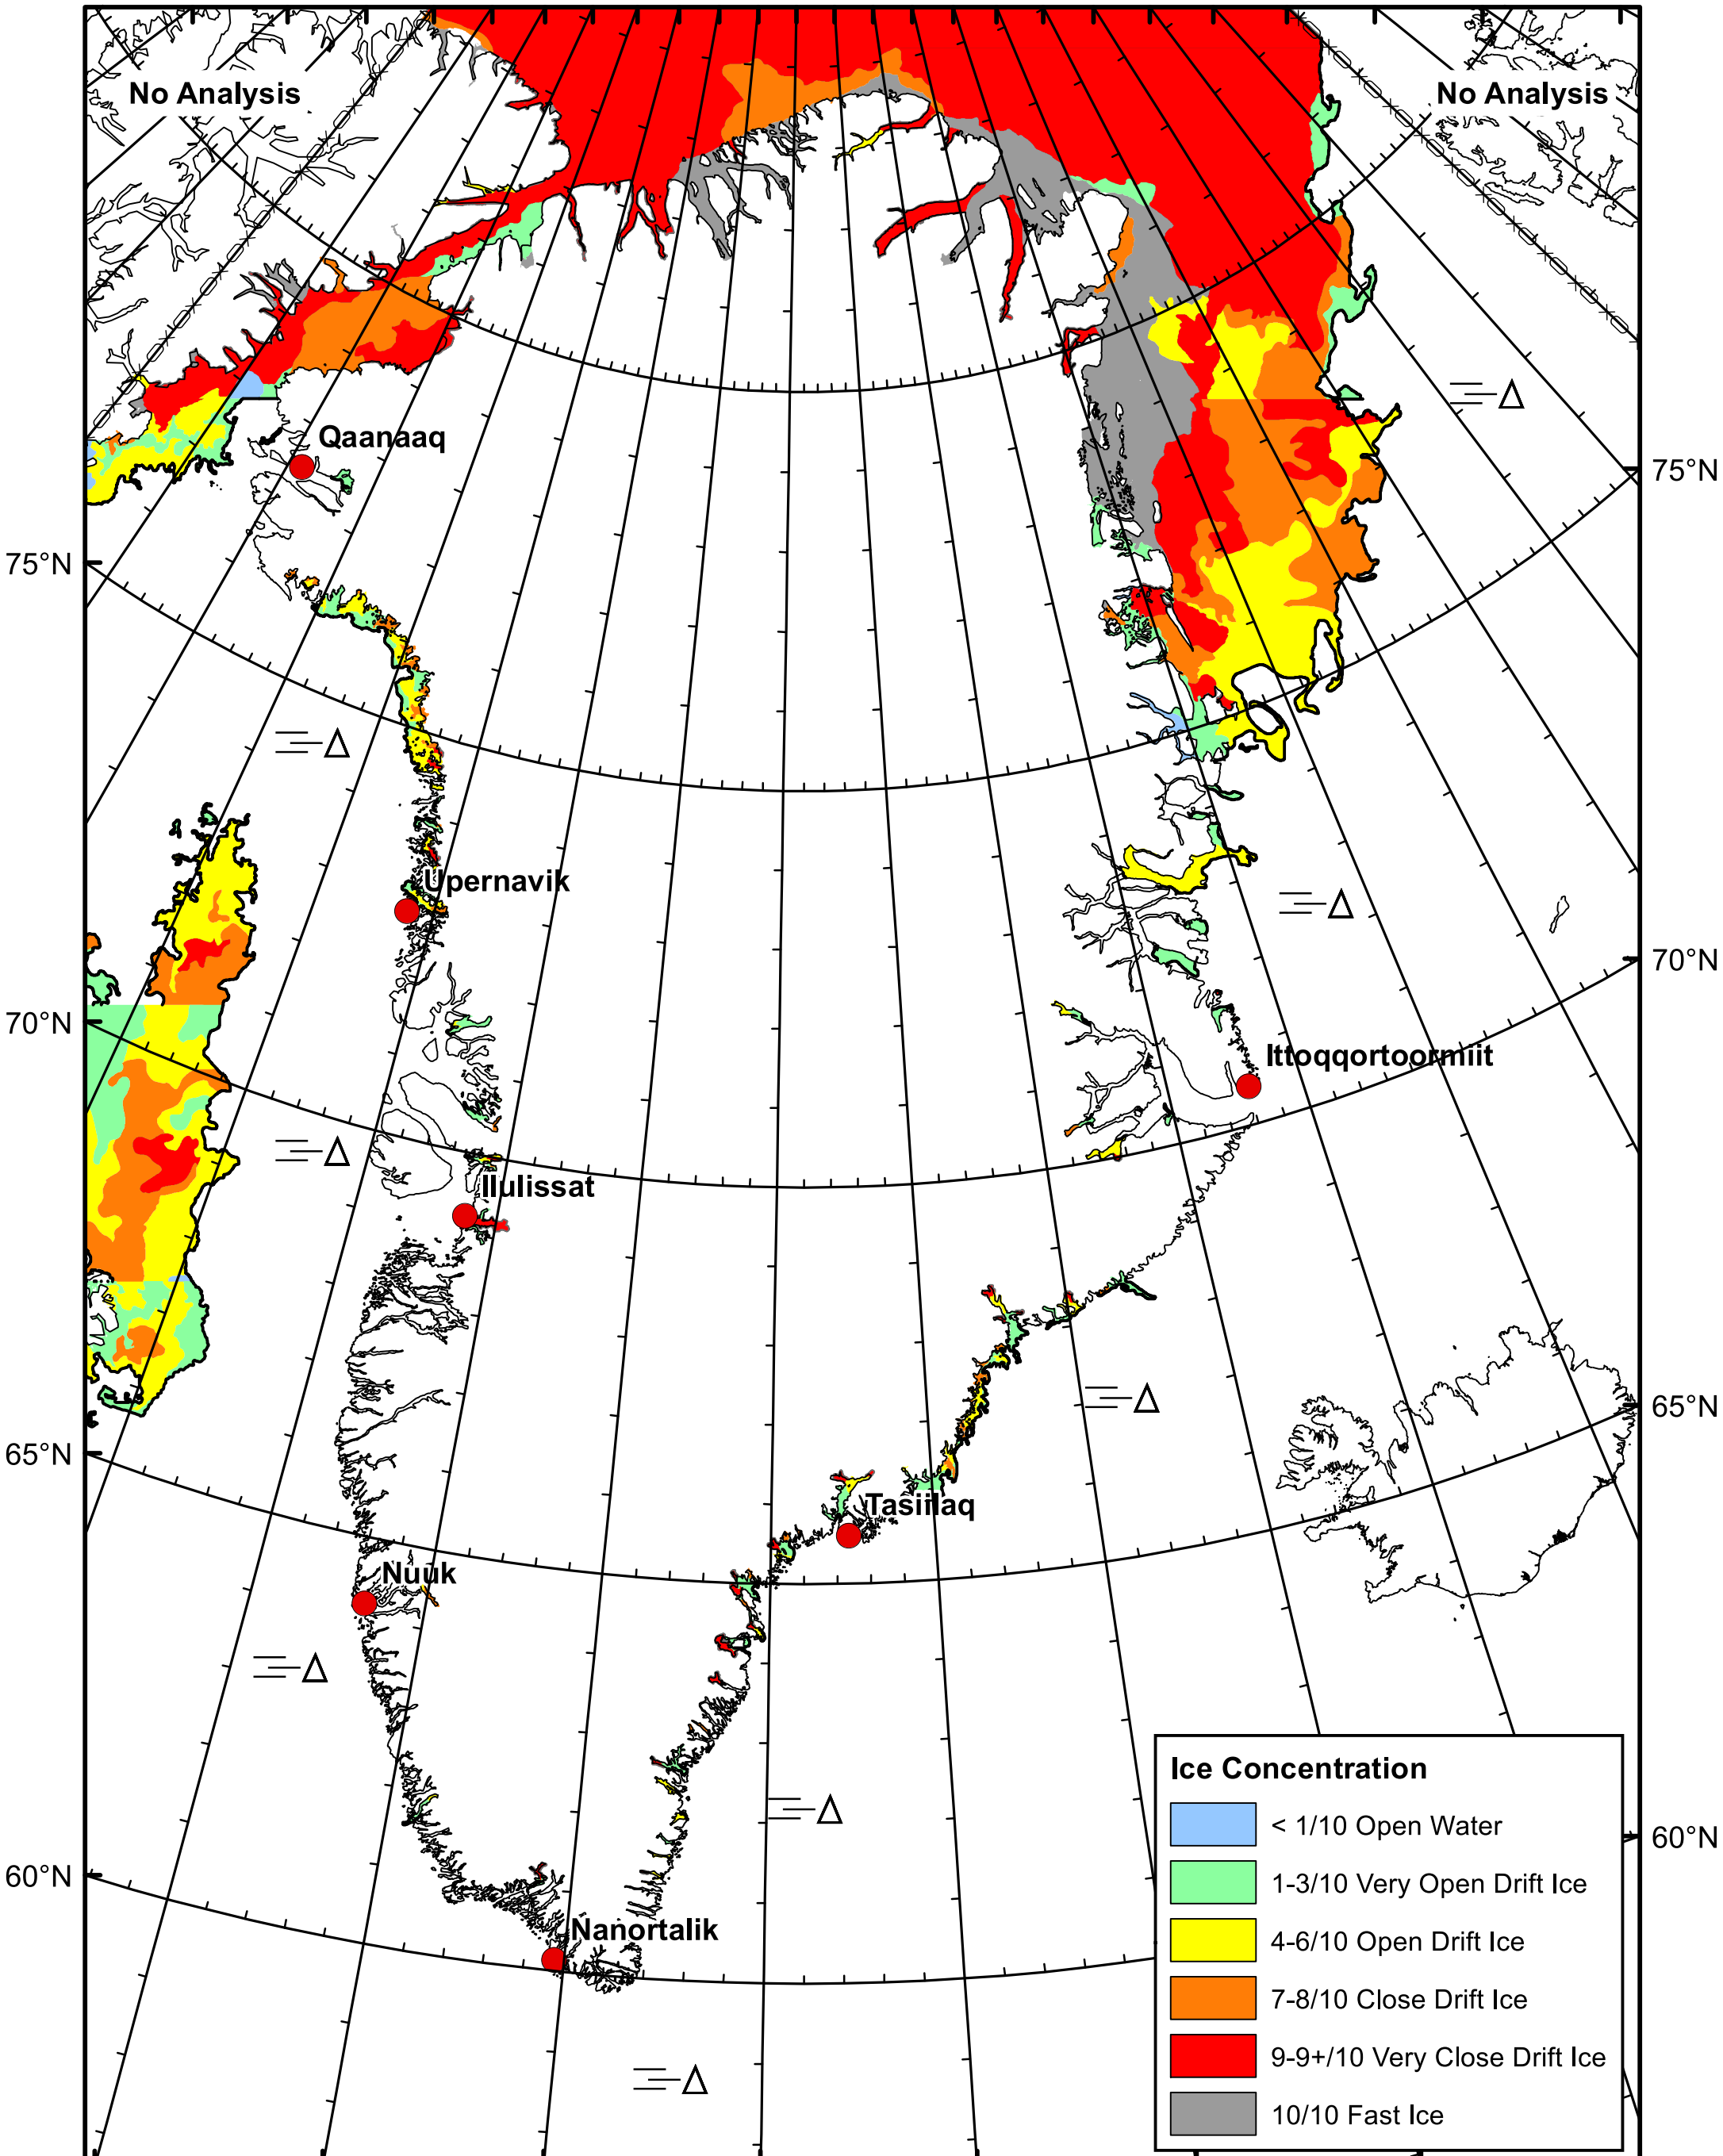 No Analysis
No Analysis
Qaanaaq
75°N
75°N
Upernavik
70°N
70°N
Ittoqqortoormiit
Ilulissat
65°N
65°N
Tasiilaq
Nuuk
Ice Concentration
< 1/10 Open Water
60°N
60°N
1-3/10 Very Open Drift Ice
Nanortalik
4-6/10 Open Drift Ice
7-8/10 Close Drift Ice
9-9+/10 Very Close Drift Ice
10/10 Fast Ice